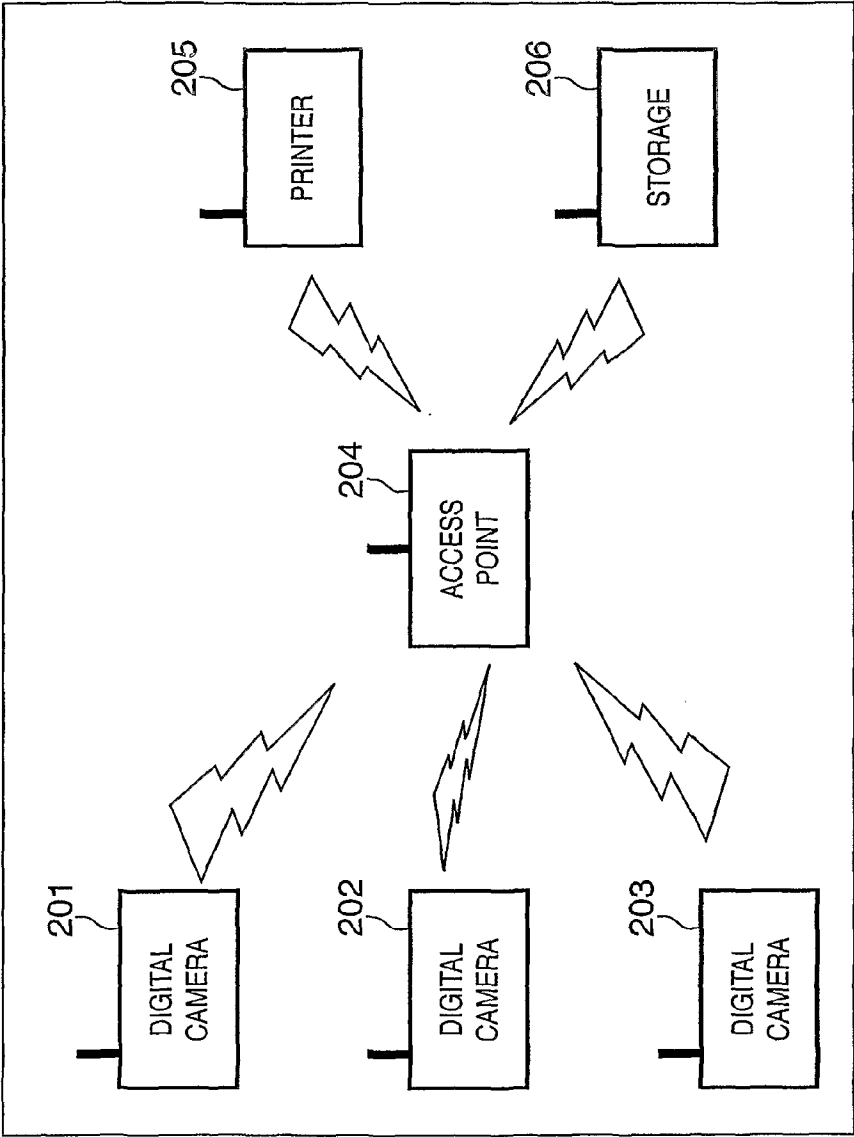 201
DIGITAL
CAMERA
202
DIGITAL
CAMERA
203
DIGITAL
CAMERA
204
ACCESS
POINT
205
PRINTER
206
STORAGE